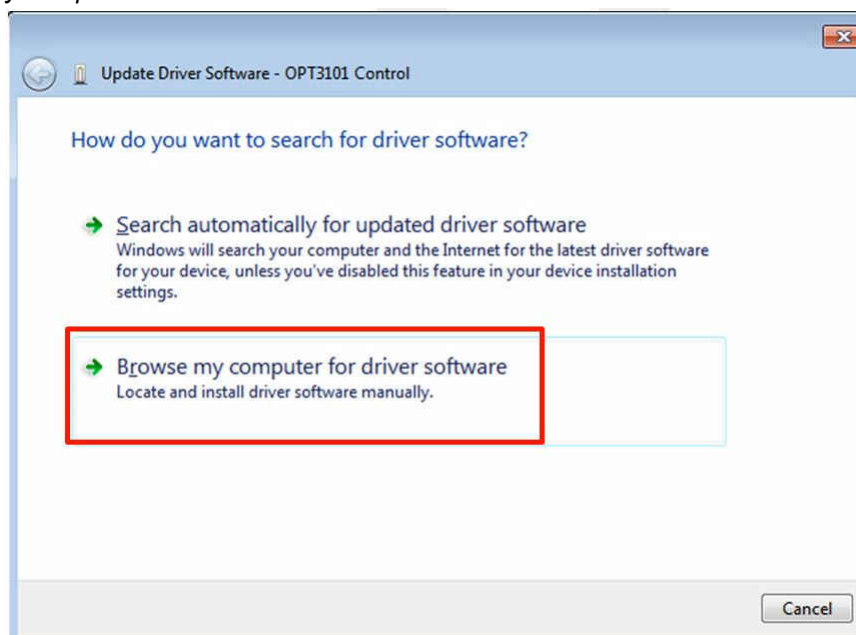 Update Driver Software - OPT3101 Control
How do you want to search for driver software?
Search automatically for updated driver software
Windows will search your computer and the Internet for the latest driver software
for your device, unless you've disabled this feature in your device installation
settings.
Browse my computer for driver software
Locate and install driver software manually.
Cancel